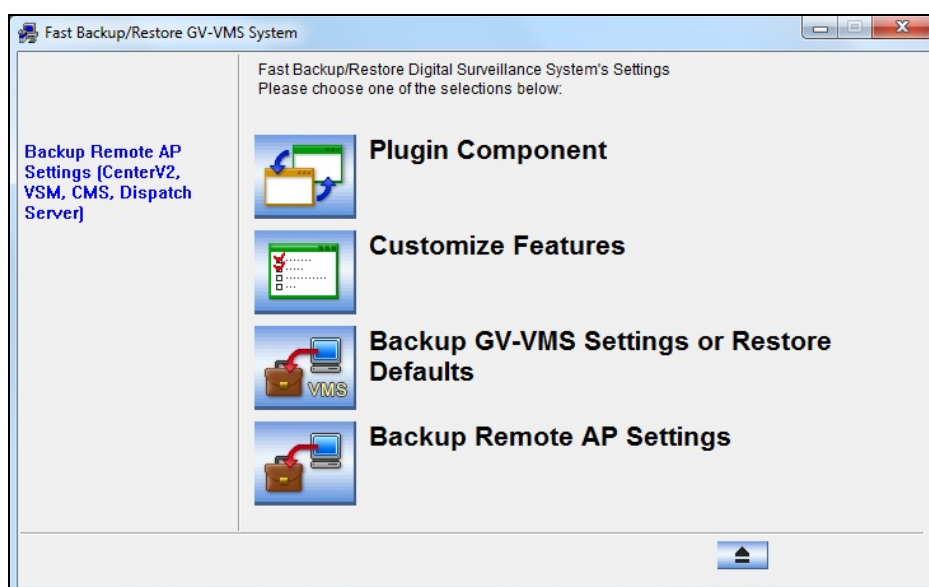 Fast Backup/Restore GV-VMS System
Fast Backup/Restore Digital Surveillance System's Settings
Please choose one of the selections below:
Backup Remote AP
Settings (CenterV2,
VSM, CMS, Dispatch
Server)
Plugin Component
Customize Features
Backup GV-VMS Settings or Restore
Defaults
VMS
Backup Remote AP Settings